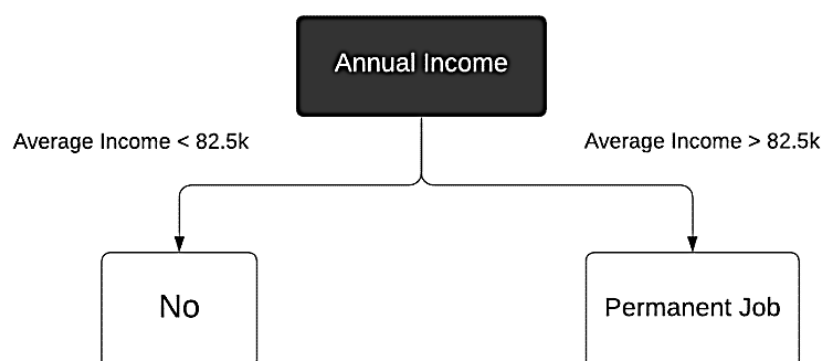 Annual Income
Average Income < 82.5k
Average Income > 82.5k
No
Permanent Job